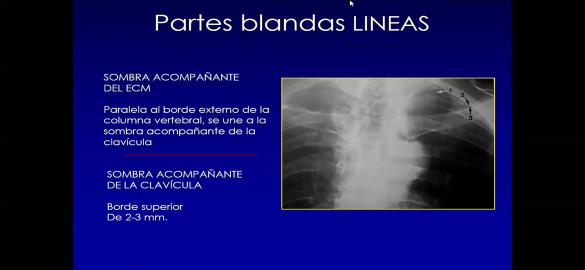 Partes blandas LINEAS
SOMBRA ACOMPAÑANTE
DEL ECM
Paralela al borde externo de la
columna vertebral, se une a la
sombra acompañante de la
clavícula
SOMBRA ACOMPAÑANTE
DE LA CLAVÍCULA
Borde superior
De 2-3 mm.
1
2
3